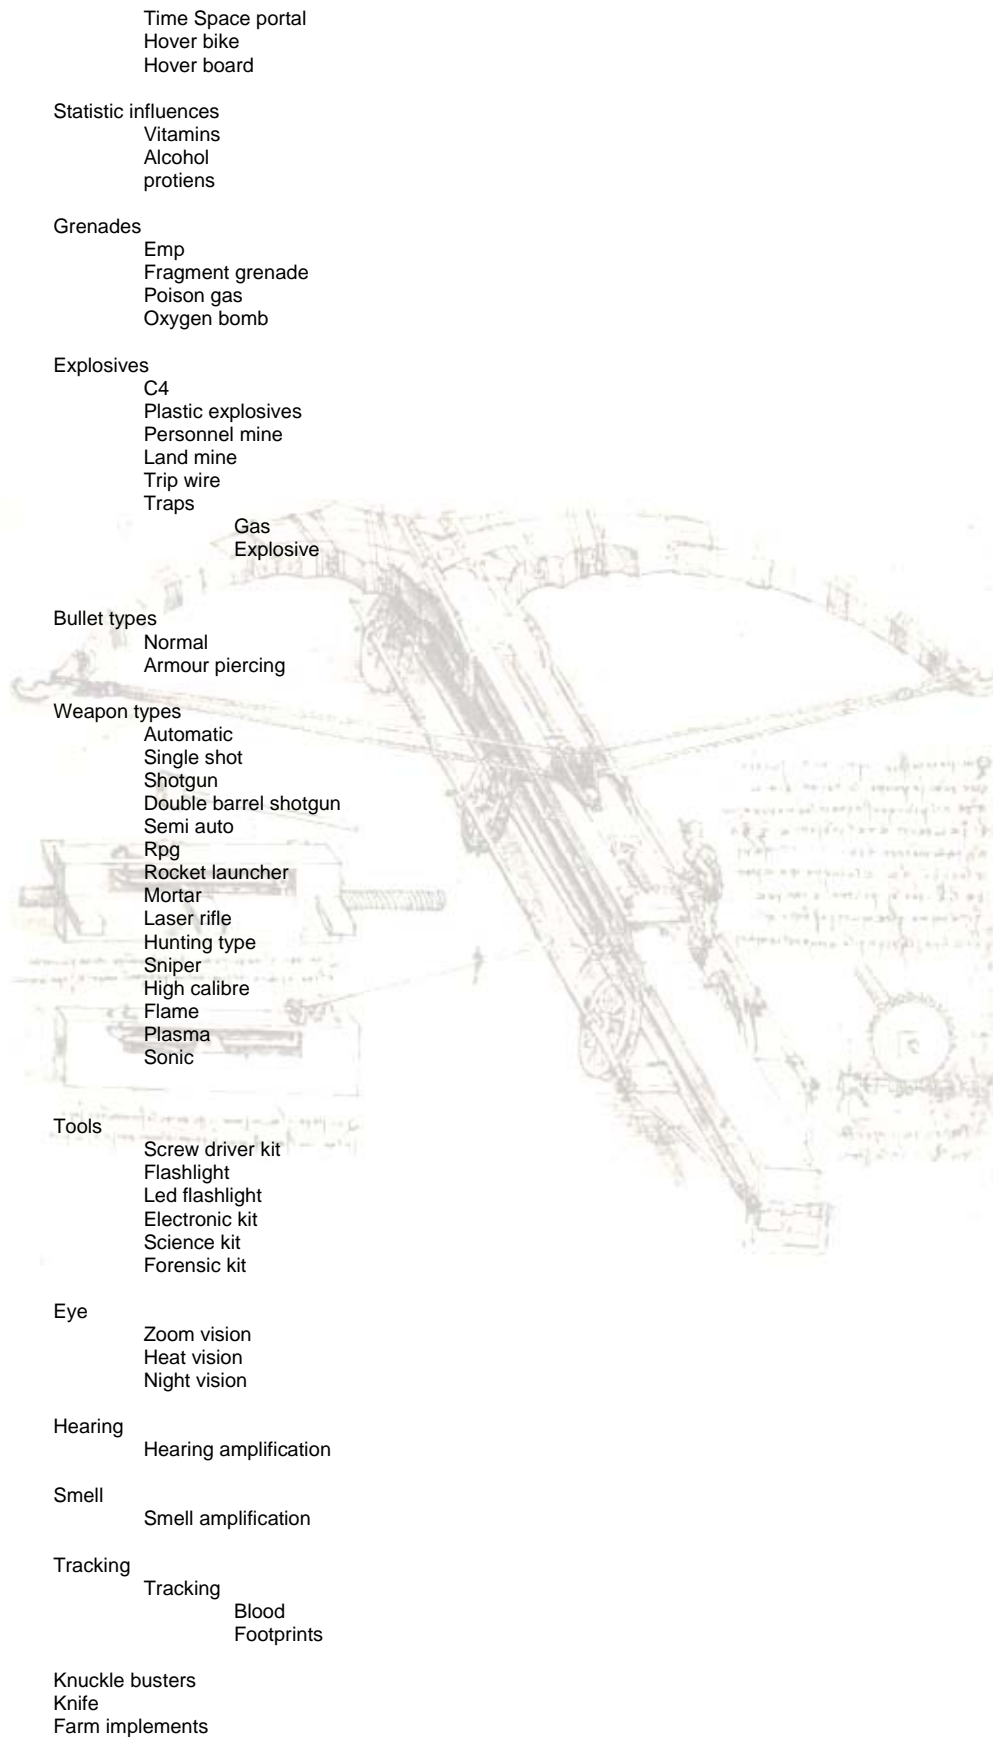 Time Space portal
Hover bike
Hover board
Statistic influences
Vitamins
Alcohol
protiens
Grenades
Emp
Fragment grenade
Poison gas
Oxygen bomb
Explosives
C4
Plastic explosives
Personnel mine
Land mine
Trip wire
Traps
Gas
Explosive
Bullet types
Normal
Armour piercing
Weapon types
Automatic
Single shot
Shotgun
Double barrel shotgun
Semi auto
Rpg
Rocket launcher
Mortar
Laser rifle
Hunting type
Sniper
High calibre
Flame
Plasma
Sonic
Tools
Screw driver kit
Flashlight
Led flashlight
Electronic kit
Science kit
Forensic kit
Eye
Zoom vision
Heat vision
Night vision
Hearing
Hearing amplification
Smell
Smell amplification
Tracking
Tracking
Blood
Footprints
Knuckle busters
Knife
Farm implements